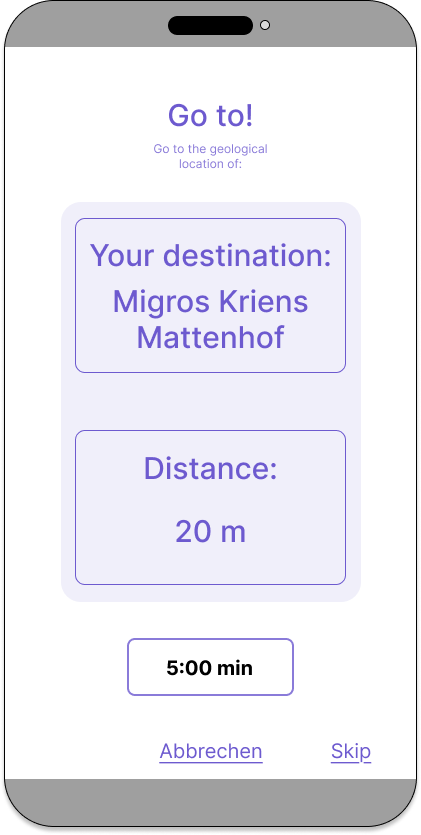 Go to!
Go to the geological
location of:
Your destination:
Migros Kriens
Mattenhof
Distance:
20 m
5:00 min
Abbrechen Skip